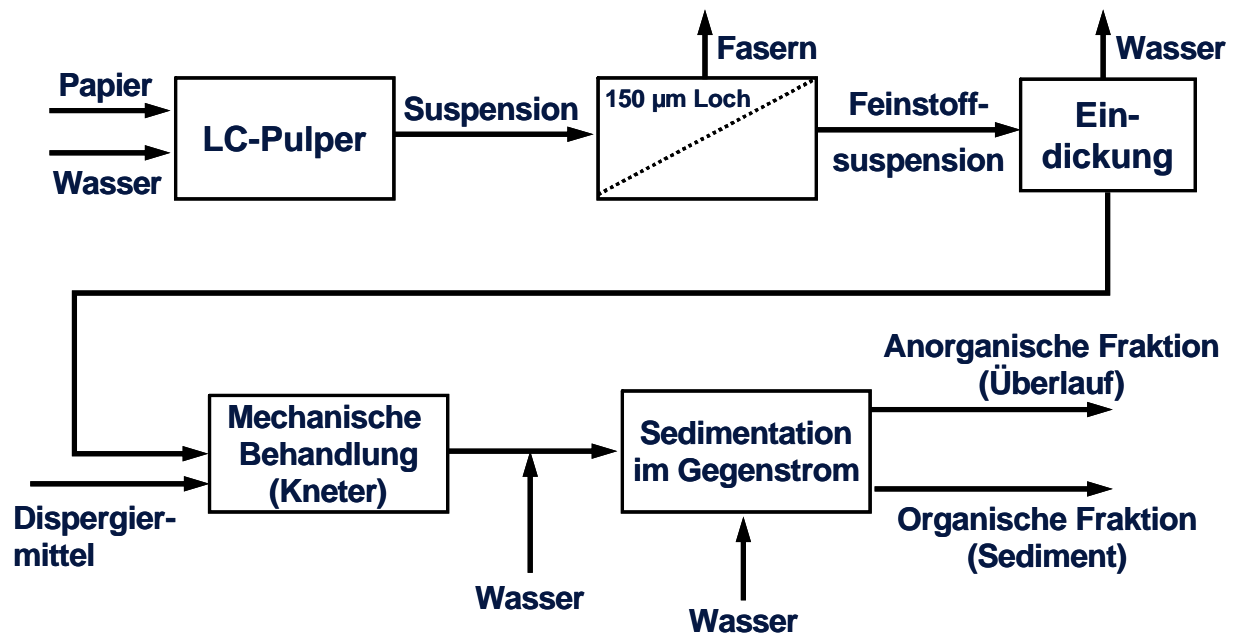 Papier
Wasser
LC-Pulper
Suspension
150 µm Loch
Fasern
Feinstoff-
suspension
Wasser
Ein-
dickung
Dispergier-
mittel
Mechanische
Behandlung
(Kneter)
Wasser
Sedimentation
im Gegenstrom
Wasser
Anorganische Fraktion
(Überlauf)
Organische Fraktion
(Sediment)